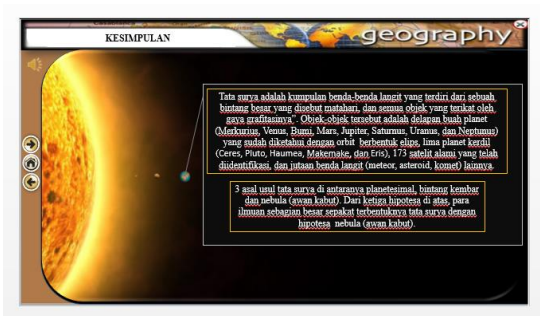 geography
KESIMPULAN
Tata surya adalah kumpulan benda-benda langit yang terdiri dari sebuah
bintang besar yang disebut matahari, dan semua objek yang terikat oleh
gaya grafitasinya". Objek-objek tersebut adalah delapan buah planet
(Merkurius, Venus, Bumi, Mars, Jupiter, Saturnus, Uranus, dan Neptunus)
yang sudah diketahui dengan orbit berbentuk elips, lima planet kerdil
(Ceres, Pluto, Haumea, Makemake, dan Eris), 173 satelit alami yang telah
diidentifikasi, dan jutaan benda langit (meteor, asteroid, komet) lainnya.
3 asal usul tata surya di antaranya planetesimal, bintang kembar
dan nebula (awan kabut). Dari ketiga hipotesa di atas, para
ilmuan sebagian besar sepakat terbentuknya tata surya dengan
hipotesa nebula (awan kabut).